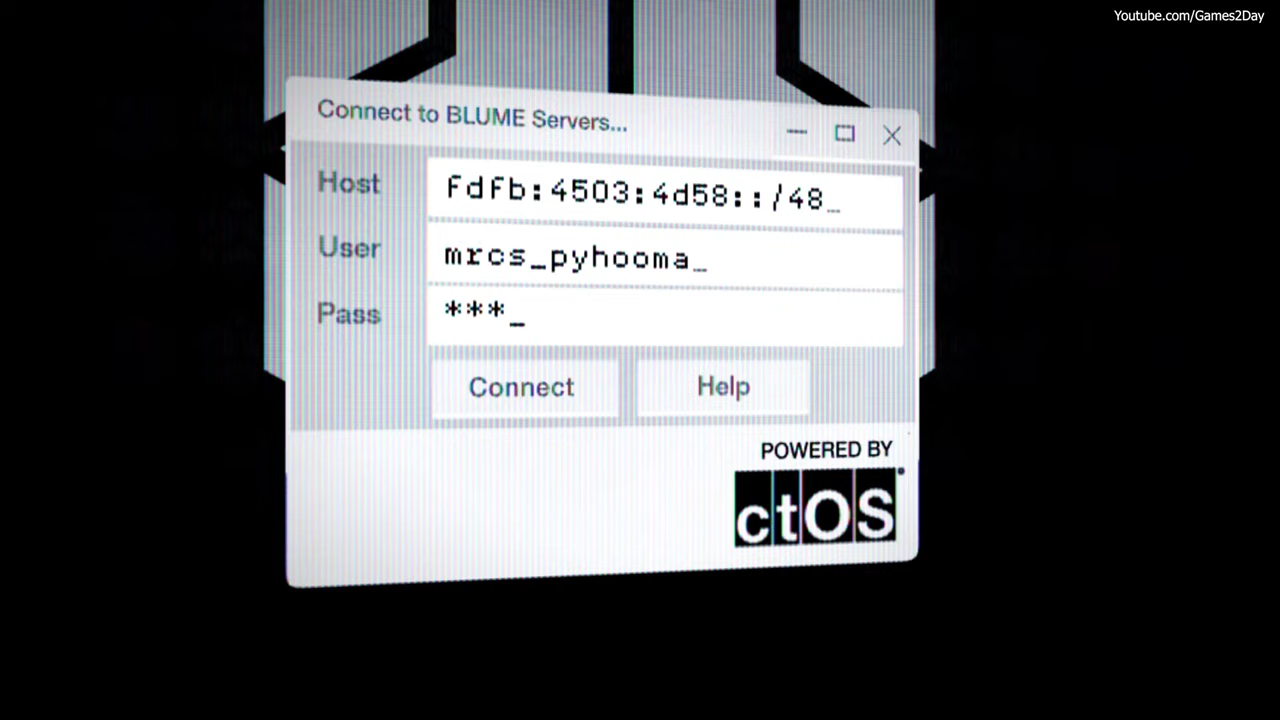 Youtube.com/Games2Day
Connect to BLUME Servers...
Host fdfb:4503:4d58::/48_
User mrcs_pyhooma_
Pass ***_
Connect Help
POWERED BY
ctOS